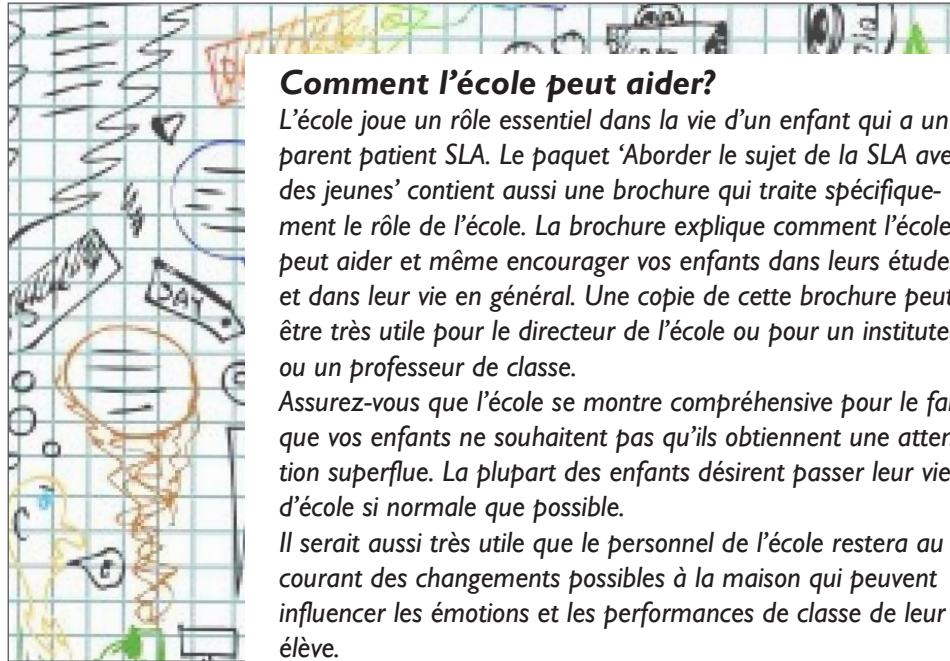 Comment l'école peut aider?
L'école joue un rôle essentiel dans la vie d'un enfant qui a un
parent patient SLA. Le paquet 'Aborder le sujet de la SLA
des jeunes' contient aussi une brochure qui traite spécifique-
ment le rôle de l'école. La brochure explique comment l'école
peut aider et même encourager vos enfants dans leurs
et dans leur vie en général. Une copie de cette brochure peut
être très utile pour le directeur de l'école ou pour un
ou un professeur de classe.
Assurez-vous que l'école se montre compréhensive pour le
que vos enfants ne souhaitent pas qu'ils obtiennent une atten-
tion superflue. La plupart des enfants désirent passer leur vie
d'école si normale que possible.
Il serait aussi très utile que le personnel de l'école restera au
courant des changements possibles à la maison qui peuvent
influencer les émotions et les performances de classe de leur
élève.
DAY